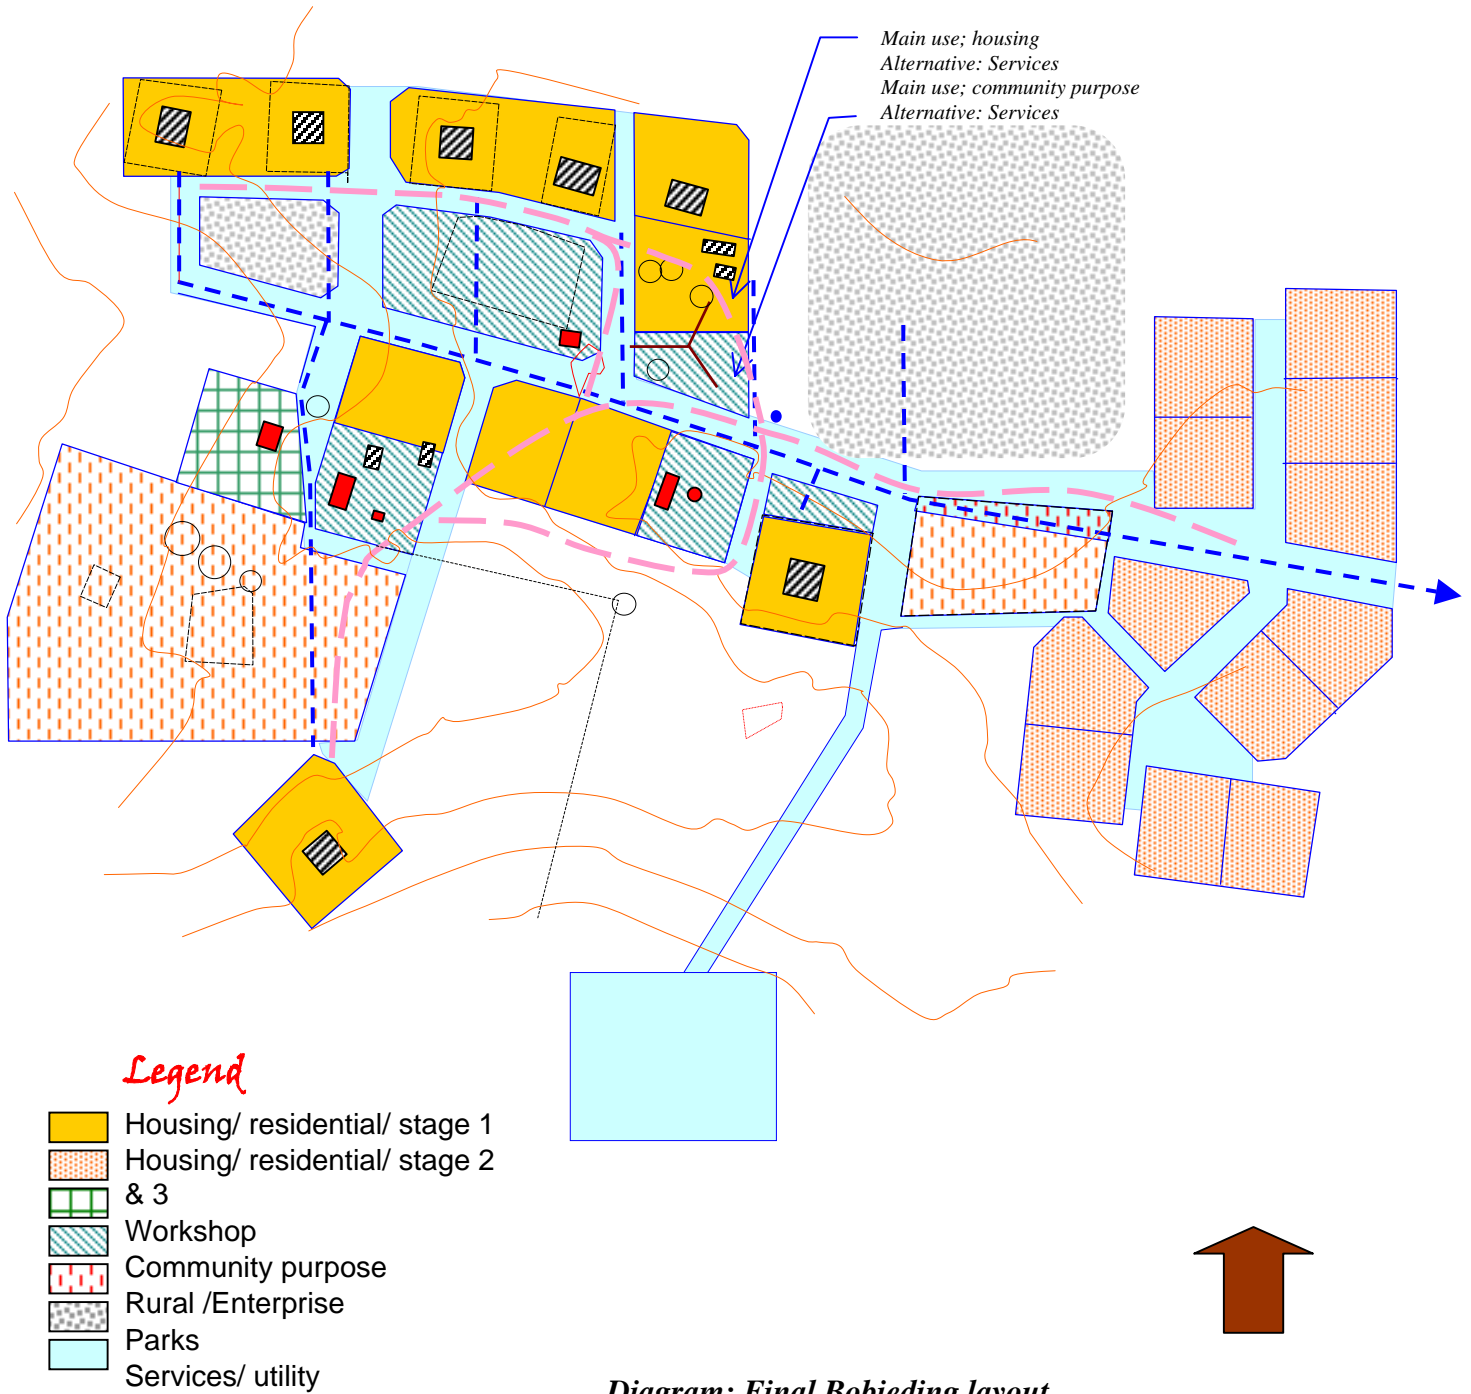 Main use; housing
Alternative: Services
Main use; community purpose
Alternative: Services
Legend
Housing/ residential/ stage 1
Housing/ residential/ stage 2
& 3
Workshop
Community purpose
Rural /Enterprise
Parks
Services/ utility
Diagram: Final Bobjeding layout